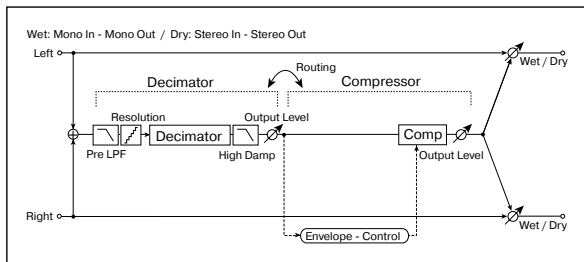 Wet: Mono In - Mono Out / Dry: Stereo In - Stereo Out
Left
Wet / Dry
Routing
Decimator
Compressor
Resolution
Output Level
Decimator
Comp
Pre LPF
High Damp
Output Level
Right
Wet / Dry
Envelope - Control